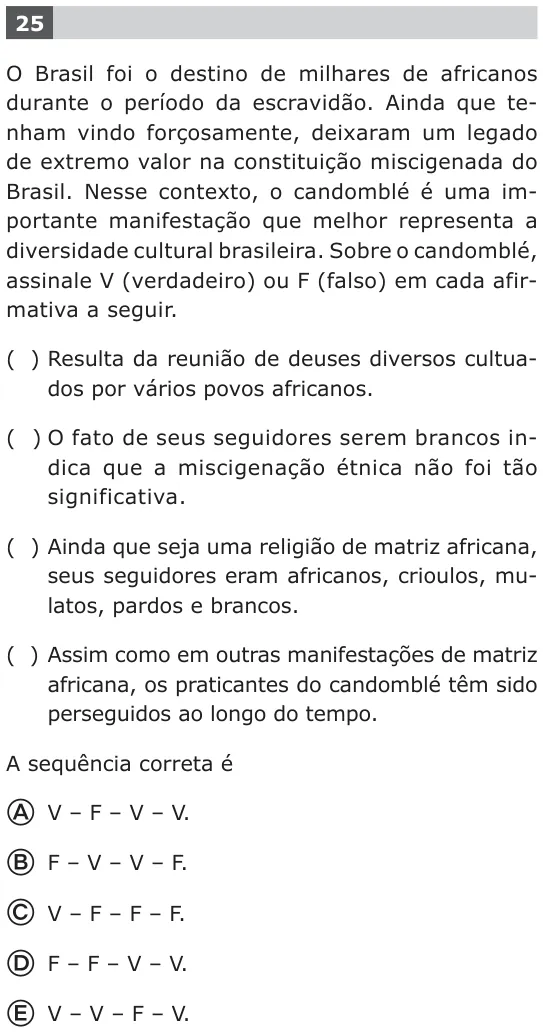 25
O Brasil foi o destino de milhares de africanos
durante o período da escravidão. Ainda que te-
nham vindo forçosamente, deixaram um legado
de extremo valor na constituição miscigenada do
Brasil. Nesse contexto, o candomblé é uma im-
portante manifestação que melhor representa a
diversidade cultural brasileira. Sobre o candomblé,
assinale V (verdadeiro) ou F (falso) em cada afir-
mativa a seguir.
( ) Resulta da reunião de deuses diversos cultua-
dos por vários povos africanos.
( ) O fato de seus seguidores serem brancos in-
dica que a miscigenação étnica não foi tão
significativa.
( ) Ainda que seja uma religião de matriz africana,
seus seguidores eram africanos, crioulos, mu-
latos, pardos e brancos.
( ) Assim como em outras manifestações de matriz
africana, os praticantes do candomblé têm sido
perseguidos ao longo do tempo.
A sequência correta é
A V – F – V – V.
B F – V – V – F.
C V – F – F – F.
D F – F – V – V.
E V – V – F – V.